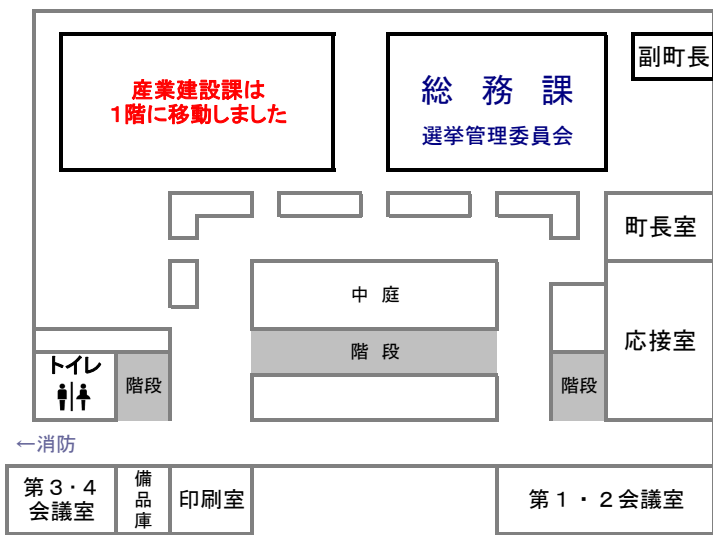 産業建設課は
1階に移動しました
総務課
選挙管理委員会
副町長
町長室
中庭
応接室
階段
トイレ
階段
階段
←消防
第3・4
会議室
備
品
庫
印刷室
第1・2会議室